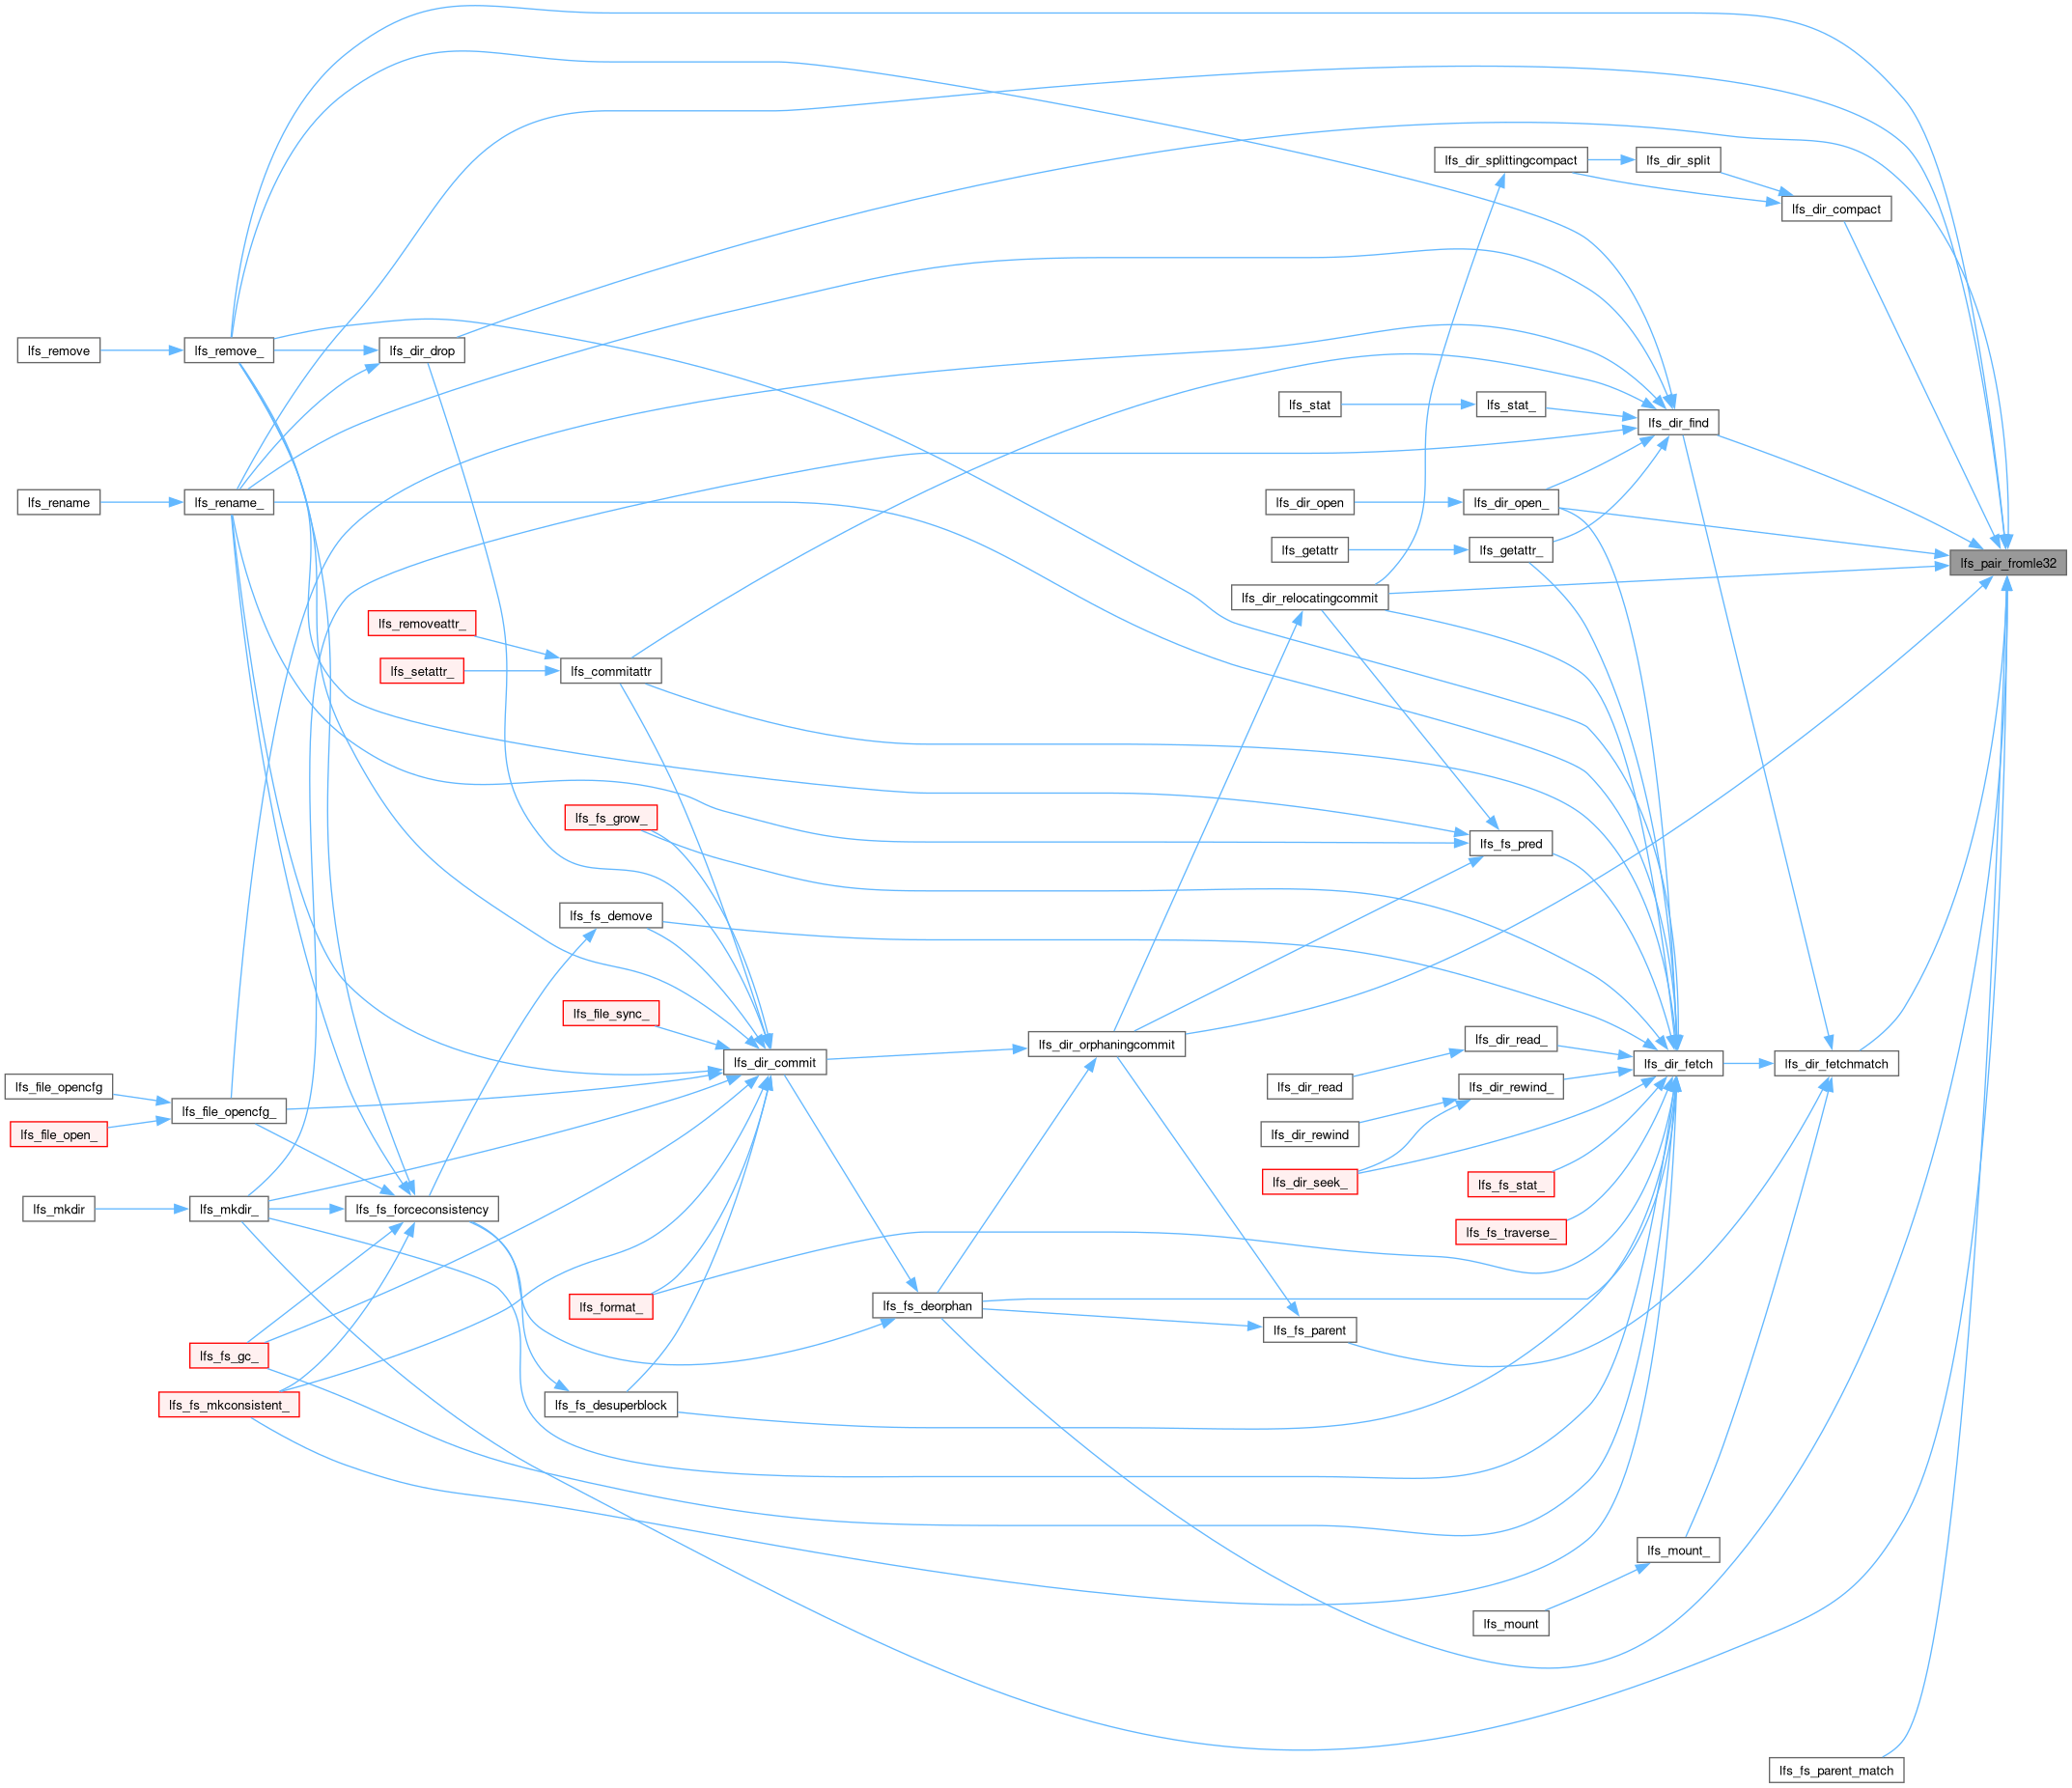 lfs_dir_splittingcompact
lfs_dir_split
lfs_dir_compact
lfs_remove
lfs_remove_
lfs_dir_drop
lfs_stat
lfs_stat_
lfs_dir_find
lfs_rename
lfs_rename_
lfs_dir_open
lfs_dir_open_
lfs_getattr
lfs_getattr_
lfs_pair_fromle32
lfs_dir_relocatingcommit
lfs_removeattr_
lfs_setattr_
lfs_commitattr
lfs_fs_grow_
lfs_fs_pred
lfs_fs_demove
lfs_file_sync_
lfs_dir_orphaningcommit
lfs_dir_read_
lfs_dir_commit
lfs_dir_fetch
lfs_dir_fetchmatch
lfs_dir_read
lfs_dir_rewind_
lfs_file_opencfg
lfs_file_opencfg_
lfs_file_open_
lfs_dir_rewind
lfs_dir_seek_
lfs_fs_stat_
lfs_mkdir
lfs_mkdir_
lfs_fs_forceconsistency
lfs_fs_traverse_
lfs_format_
lfs_fs_deorphan
lfs_fs_parent
lfs_fs_gc_
lfs_fs_mkconsistent_
lfs_fs_desuperblock
lfs_mount_
lfs_mount
lfs_fs_parent_match